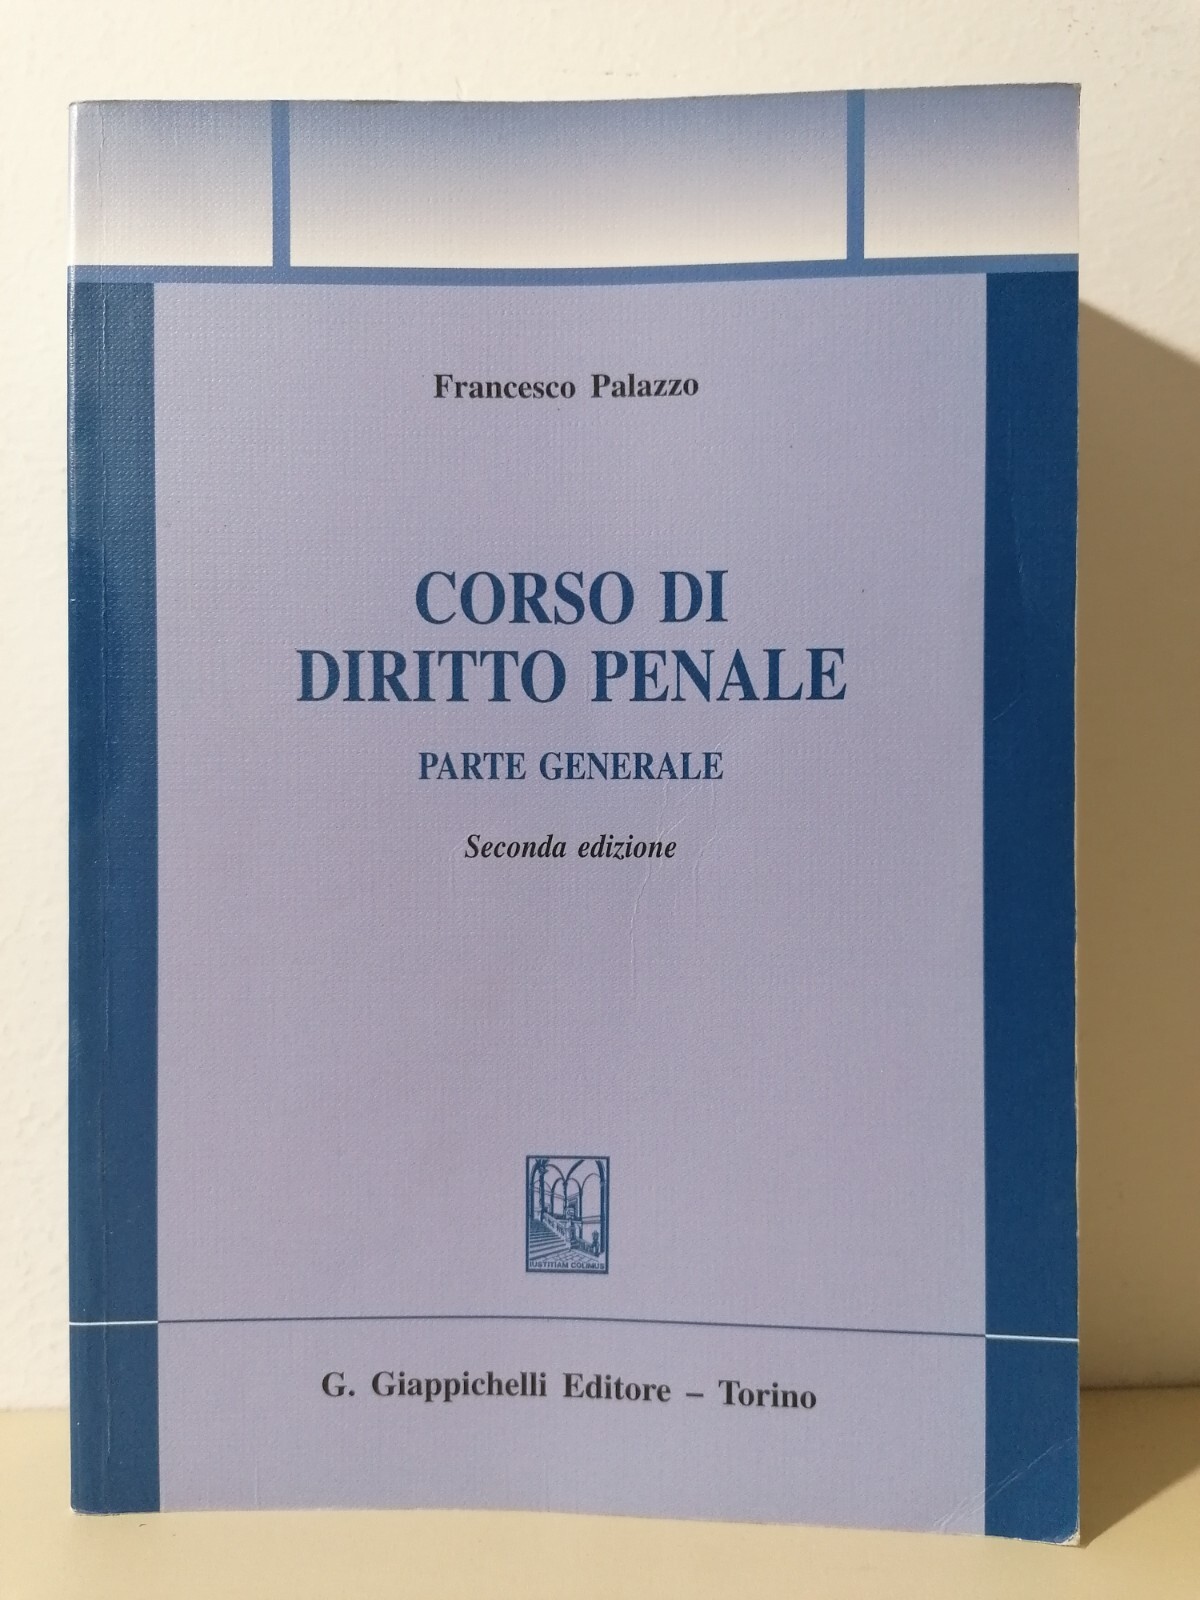 Francesco Palazzo
CORSO DI
DIRITTO PENALE
PARTE GENERALE
Seconda edizione
IUSTITIAM COLIMUS
G. Giappichelli Editore – Torino